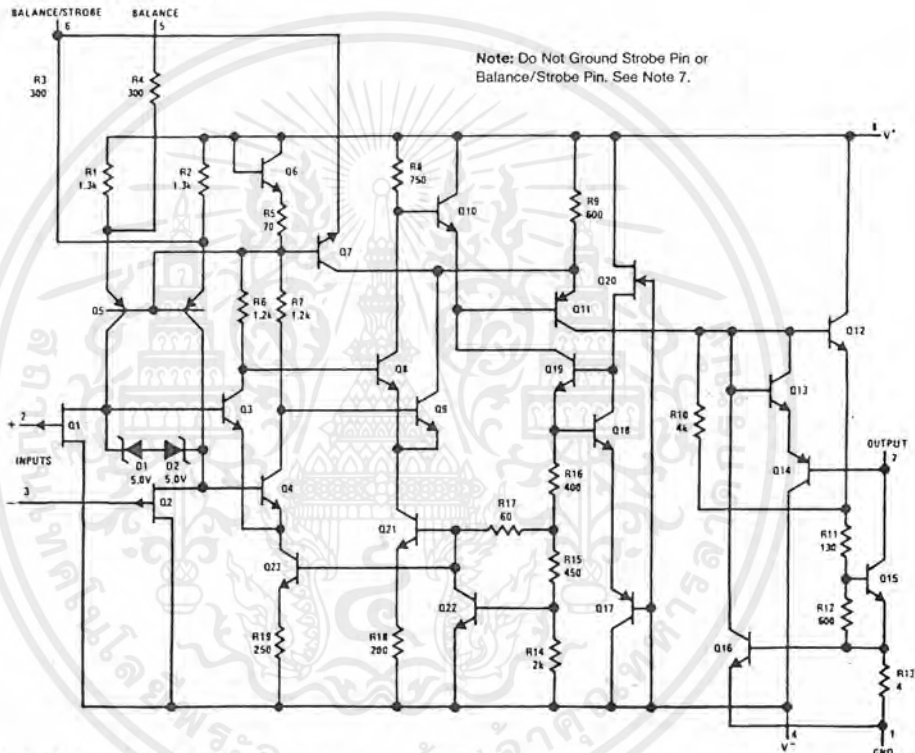 BALANCE/STROBE
6
BALANCE
5
Note: Do Not Ground Strobe Pin or
Balance/Strobe Pin. See Note 7.
R3
300
R4
300
8
V+
R1
1.3k
R2
1.3k
Q6
R5
70
R8
750
Q10
R9
600
Q7
Q20
Q5
R6
1.2k
R7
1.2k
Q11
Q12
Q8
Q19
Q13
+
2
Q1
Q3
Q9
Q18
R10
4k
OUTPUT
7
INPUTS
D1
5.0V
D2
5.0V
Q4
R16
400
Q14
-
3
Q2
R17
60
Q21
R11
130
R15
450
Q15
Q23
Q22
Q17
R12
600
Q16
R19
250
R18
200
R14
2k
R13
4
4
V-
1
GND